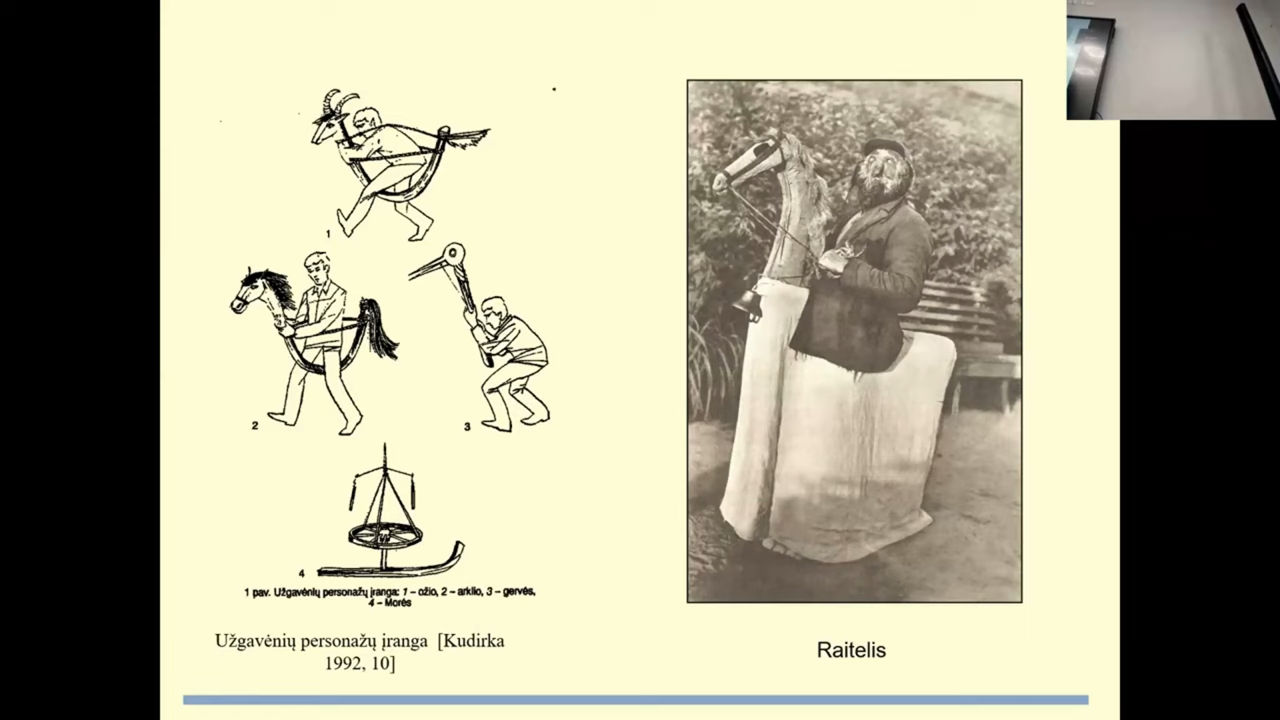 1
2
3
4
1 pav. Užgavėnių personažų įranga: 1 – ožio, 2 – arklio, 3 – gervės,
4 – Morės
Užgavėnių personažų įranga [Kudirka
1992, 10]
Raitelis